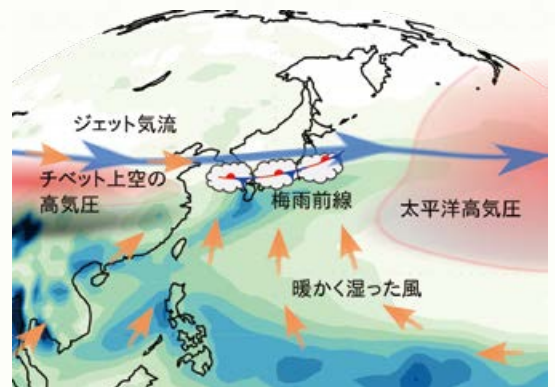 ジェット気流
チベット上空の
高気圧
梅雨前線
太平洋高気圧
暖かく湿った風